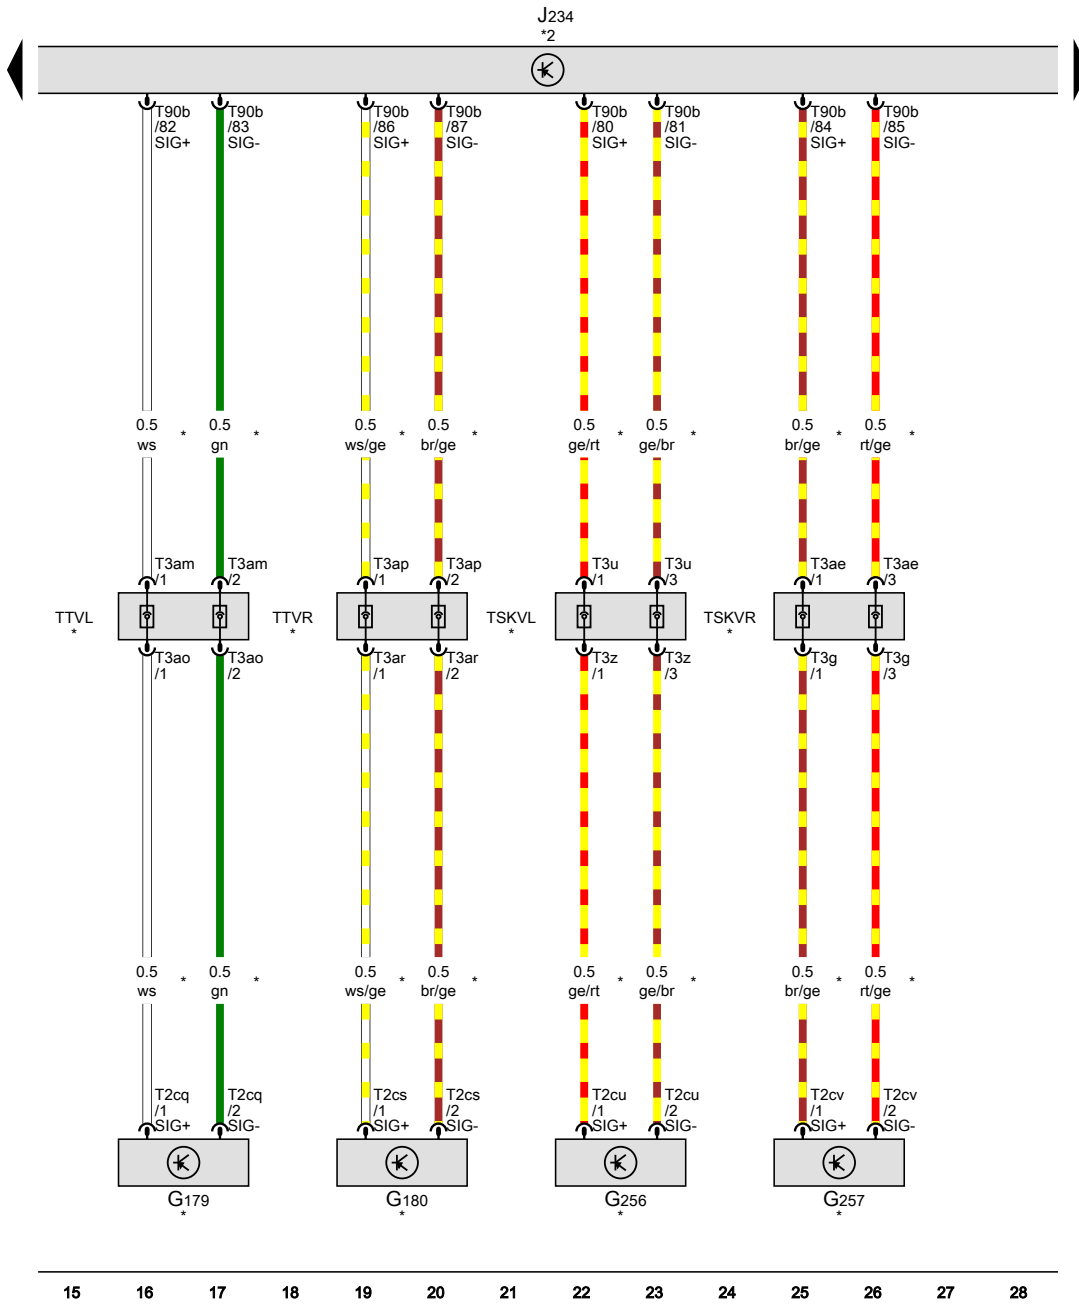 J234
*2
T90b T90b T90b T90b T90b T90b T90b T90b
/82 /83 /86 /87 /80 /81 /84 /85
SIG+ SIG- SIG+ SIG- SIG+ SIG- SIG+ SIG-
0.5 0.5 0.5 0.5 0.5 0.5 0.5 0.5
* * * * * * * *
ws gn ws/ge br/ge ge/rt ge/br br/ge rt/ge
T3am T3am T3ap T3ap T3u T3u T3ae T3ae
/1 /2 /1 /2 /1 /3 /1 /3
TTVL TTVR TSKVL TSKVR
* * * *
T3ao T3ao T3ar T3ar T3z T3z T3g T3g
/1 /2 /1 /2 /1 /3 /1 /3
0.5 0.5 0.5 0.5 0.5 0.5 0.5 0.5
* * * * * * * *
ws gn ws/ge br/ge ge/rt ge/br br/ge rt/ge
T2cq T2cq T2cs T2cs T2cu T2cu T2cv T2cv
/1 /2 /1 /2 /1 /2 /1 /2
SIG+ SIG- SIG+ SIG- SIG+ SIG- SIG+ SIG-
G179 G180 G256 G257
* * * *
15 16 17 18 19 20 21 22 23 24 25 26 27 28